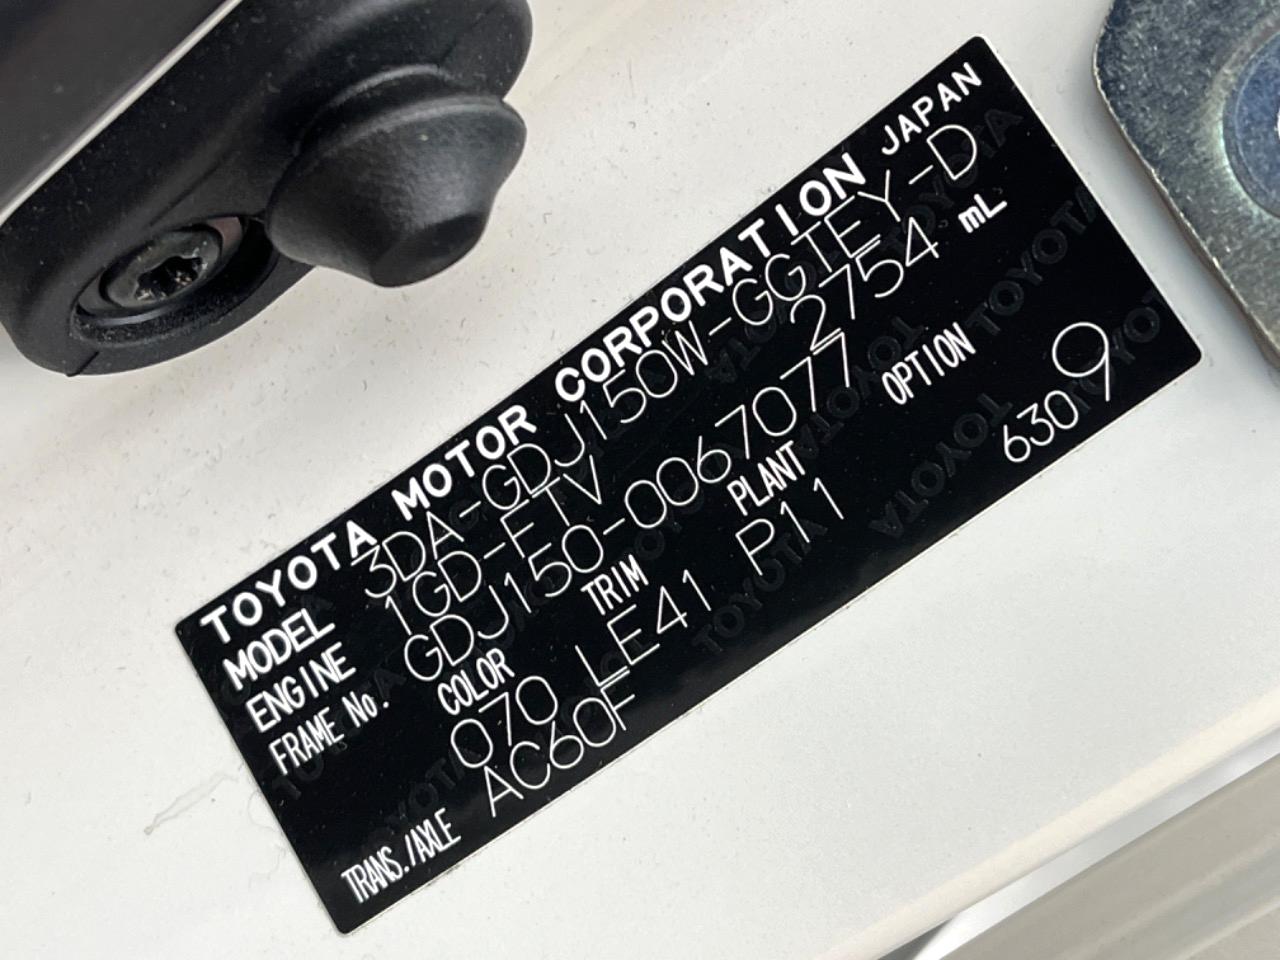 TOYOTA MOTOR CORPORATION JAPAN
MODEL 3DA-GDJ150W-GGTEY-D
ENGINE 1GD-FTV 2754 mL
FRAME No. GDJ150-0067077
COLOR TRIM PLANT OPTION
070 LE41 P11 6309
TRANS./AXLE AC60F